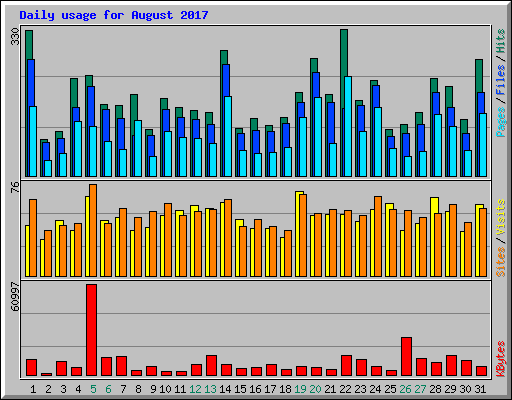 Daily usage for August 2017
330
Pages / Files / Hits
76
Sites / Visits
60997
KBytes
1 2 3 4 5 6 7 8 9 10 11 12 13 14 15 16 17 18 19 20 21 22 23 24 25 26 27 28 29 30 31